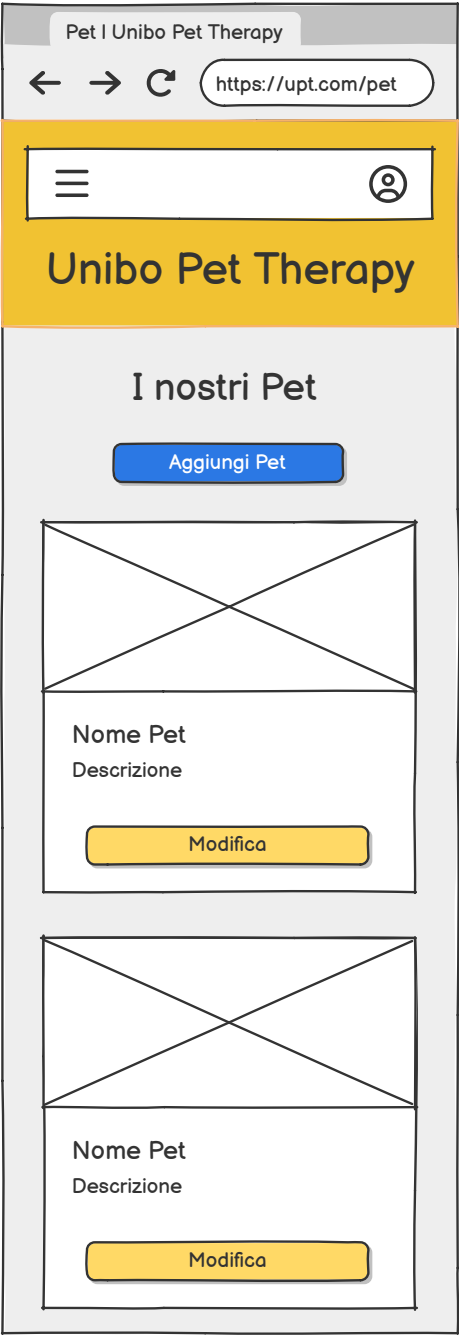 Pet | Unibo Pet Therapy
https://upt.com/pet
Unibo Pet Therapy
I nostri Pet
Aggiungi Pet
Nome Pet
Descrizione
Modifica
Nome Pet
Descrizione
Modifica